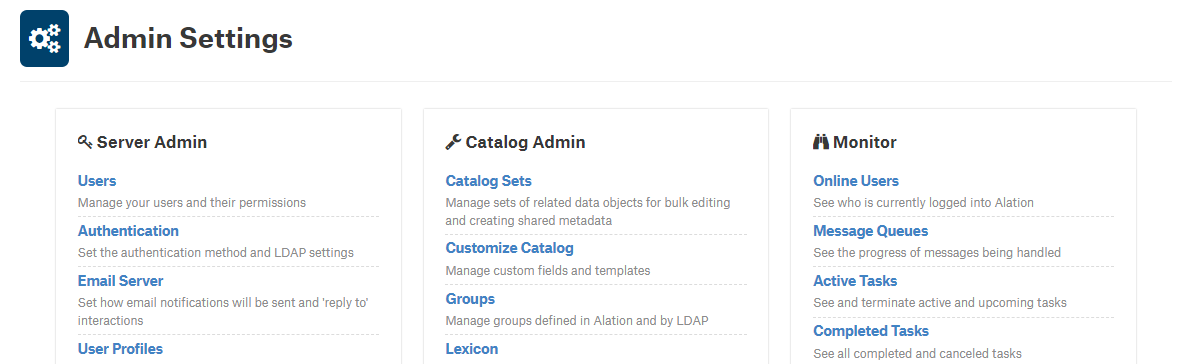 Admin Settings
Server Admin
Users
Manage your users and their permissions
Authentication
Set the authentication method and LDAP settings
Email Server
Set how email notifications will be sent and 'reply to'
interactions
User Profiles
Catalog Admin
Catalog Sets
Manage sets of related data objects for bulk editing
and creating shared metadata
Customize Catalog
Manage custom fields and templates
Groups
Manage groups defined in Alation and by LDAP
Lexicon
Monitor
Online Users
See who is currently logged into Alation
Message Queues
See the progress of messages being handled
Active Tasks
See and terminate active and upcoming tasks
Completed Tasks
See all completed and canceled tasks